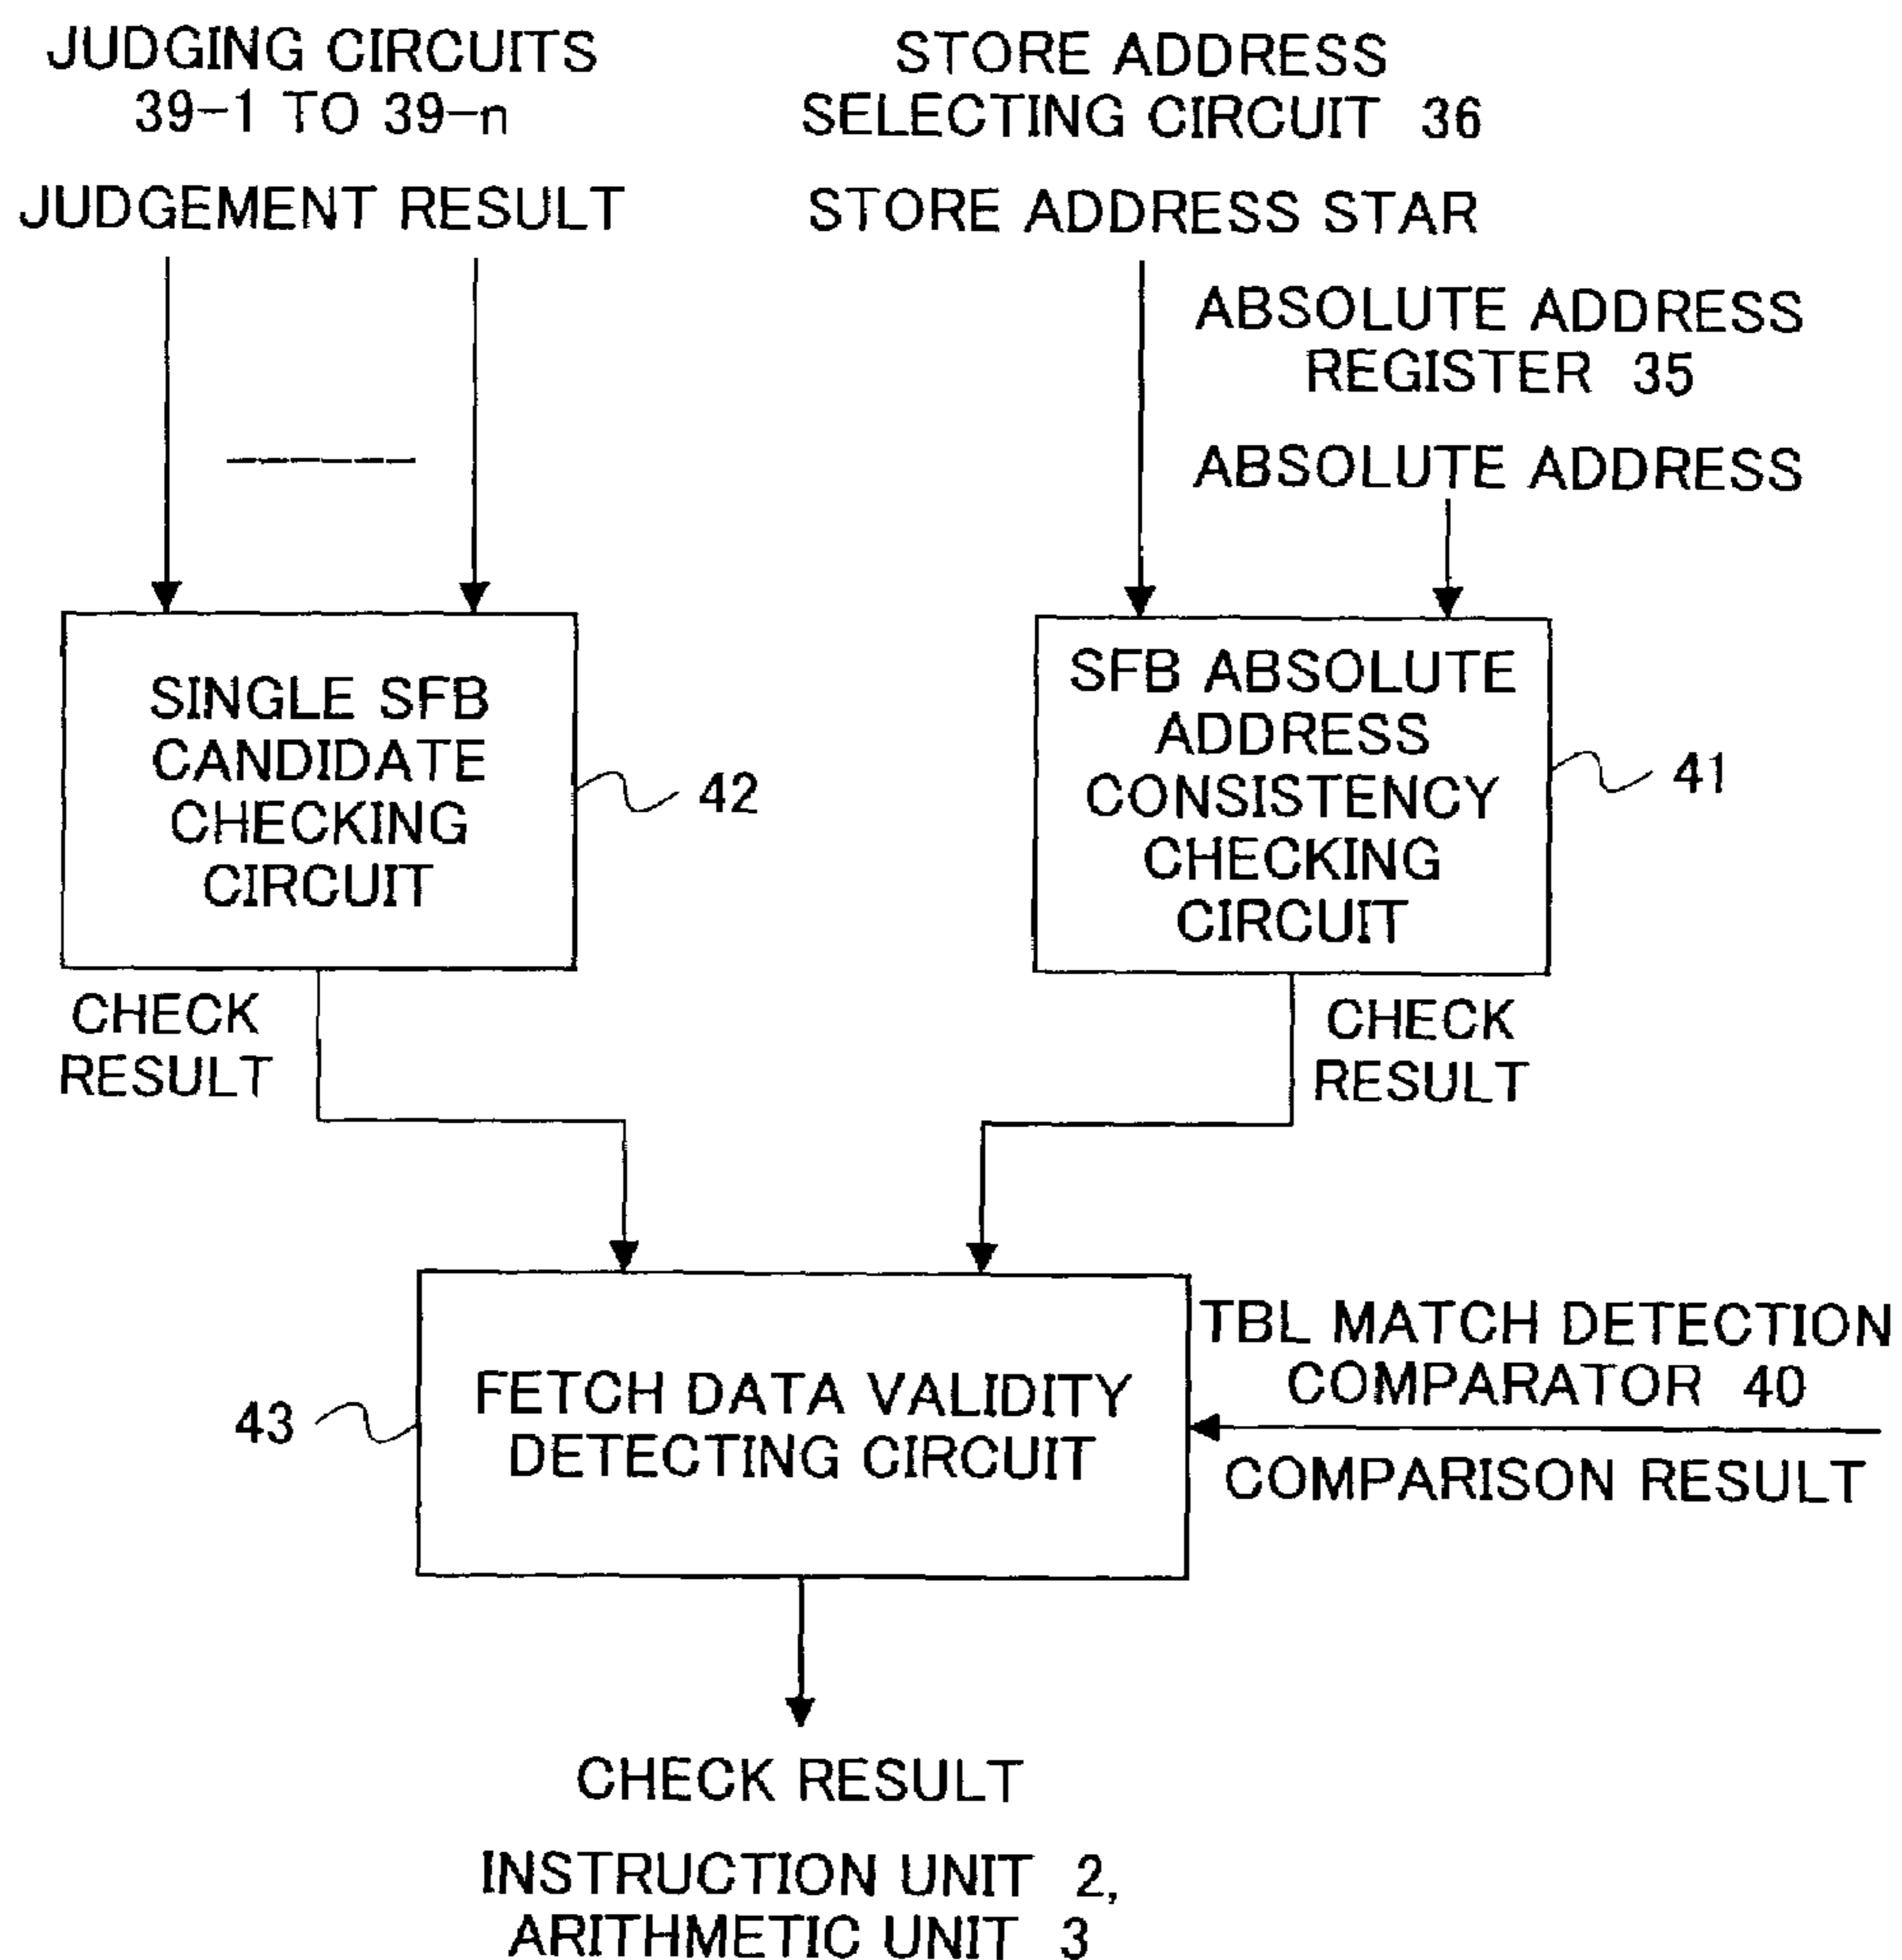 JUDGING CIRCUITS
39-1 TO 39-n
JUDGEMENT RESULT
STORE ADDRESS
SELECTING CIRCUIT 36
STORE ADDRESS STAR
ABSOLUTE ADDRESS
REGISTER 35
ABSOLUTE ADDRESS
SINGLE SFB
CANDIDATE
CHECKING
CIRCUIT
42
SFB ABSOLUTE
ADDRESS
CONSISTENCY
CHECKING
CIRCUIT
41
CHECK
RESULT
CHECK
RESULT
43
FETCH DATA VALIDITY
DETECTING CIRCUIT
TBL MATCH DETECTION
COMPARATOR 40
COMPARISON RESULT
CHECK RESULT
INSTRUCTION UNIT 2,
ARITHMETIC UNIT 3